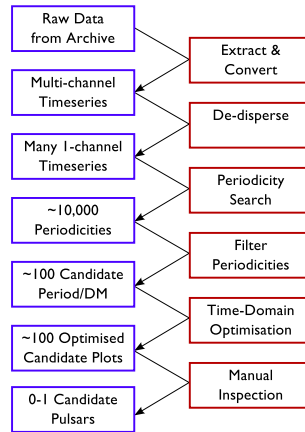 Raw Data
from Archive
Extract &
Convert
Multi-channel
Timeseries
De-disperse
Many 1-channel
Timeseries
Periodicity
Search
~10,000
Periodicities
Filter
Periodicities
~100 Candidate
Period/DM
Time-Domain
Optimisation
~100 Optimised
Candidate Plots
Manual
Inspection
0-1 Candidate
Pulsars